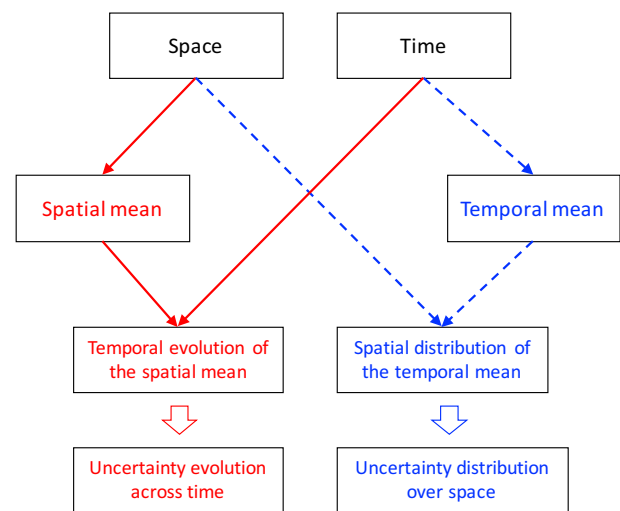 Space
Time
Spatial mean
Temporal mean
Temporal evolution of
the spatial mean
Spatial distribution of
the temporal mean
Uncertainty evolution
across time
Uncertainty distribution
over space